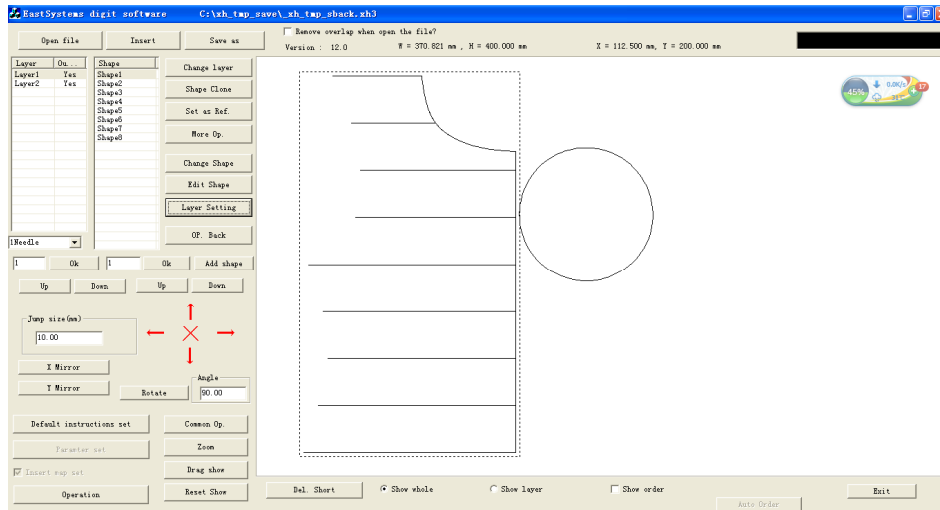 EastSystems digit software C:\xh_tmp_save\_xh_tmp_sback.xh3
Open file Insert Save as
Remove overlap when open the file?
Version : 12.0 W = 370.821 mm , H = 400.000 mm X = 112.500 mm, Y = 200.000 mm
Layer Ou... Shape
Layer1 Yes Shape1
Layer2 Yes Shape2
Shape3
Shape4
Shape5
Shape6
Shape7
Shape8
Change layer
Shape Clone
Set as Ref.
More Op.
Change Shape
Edit Shape
Layer Setting
OP. Back
45% 0.0K/s 17
31°C
1Needle
1 Ok 1 Ok Add shape
Up Down Up Down
Jump size(mm)
10.00
X Mirror
Y Mirror
Rotate
Angle
90.00
Default instructions set Common Op.
Paramter set Zoom
Insert map set Drag show
Operation Reset Show
Del. Short Show whole Show layer Show order Auto Order Exit